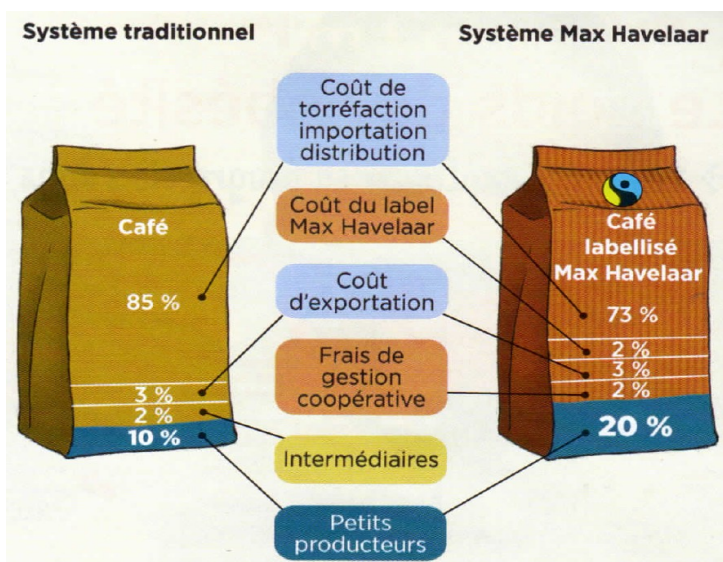 Système traditionnel
Système Max Havelaar
Coût de
torréfaction
importation
distribution
Coût du label
Max Havelaar
Coût
d'exportation
Frais de
gestion
coopérative
Intermédiaires
Petits
producteurs
Café
85 %
3 %
2 %
10 %
Café
labellisé
Max Havelaar
73 %
2 %
3 %
2 %
20 %